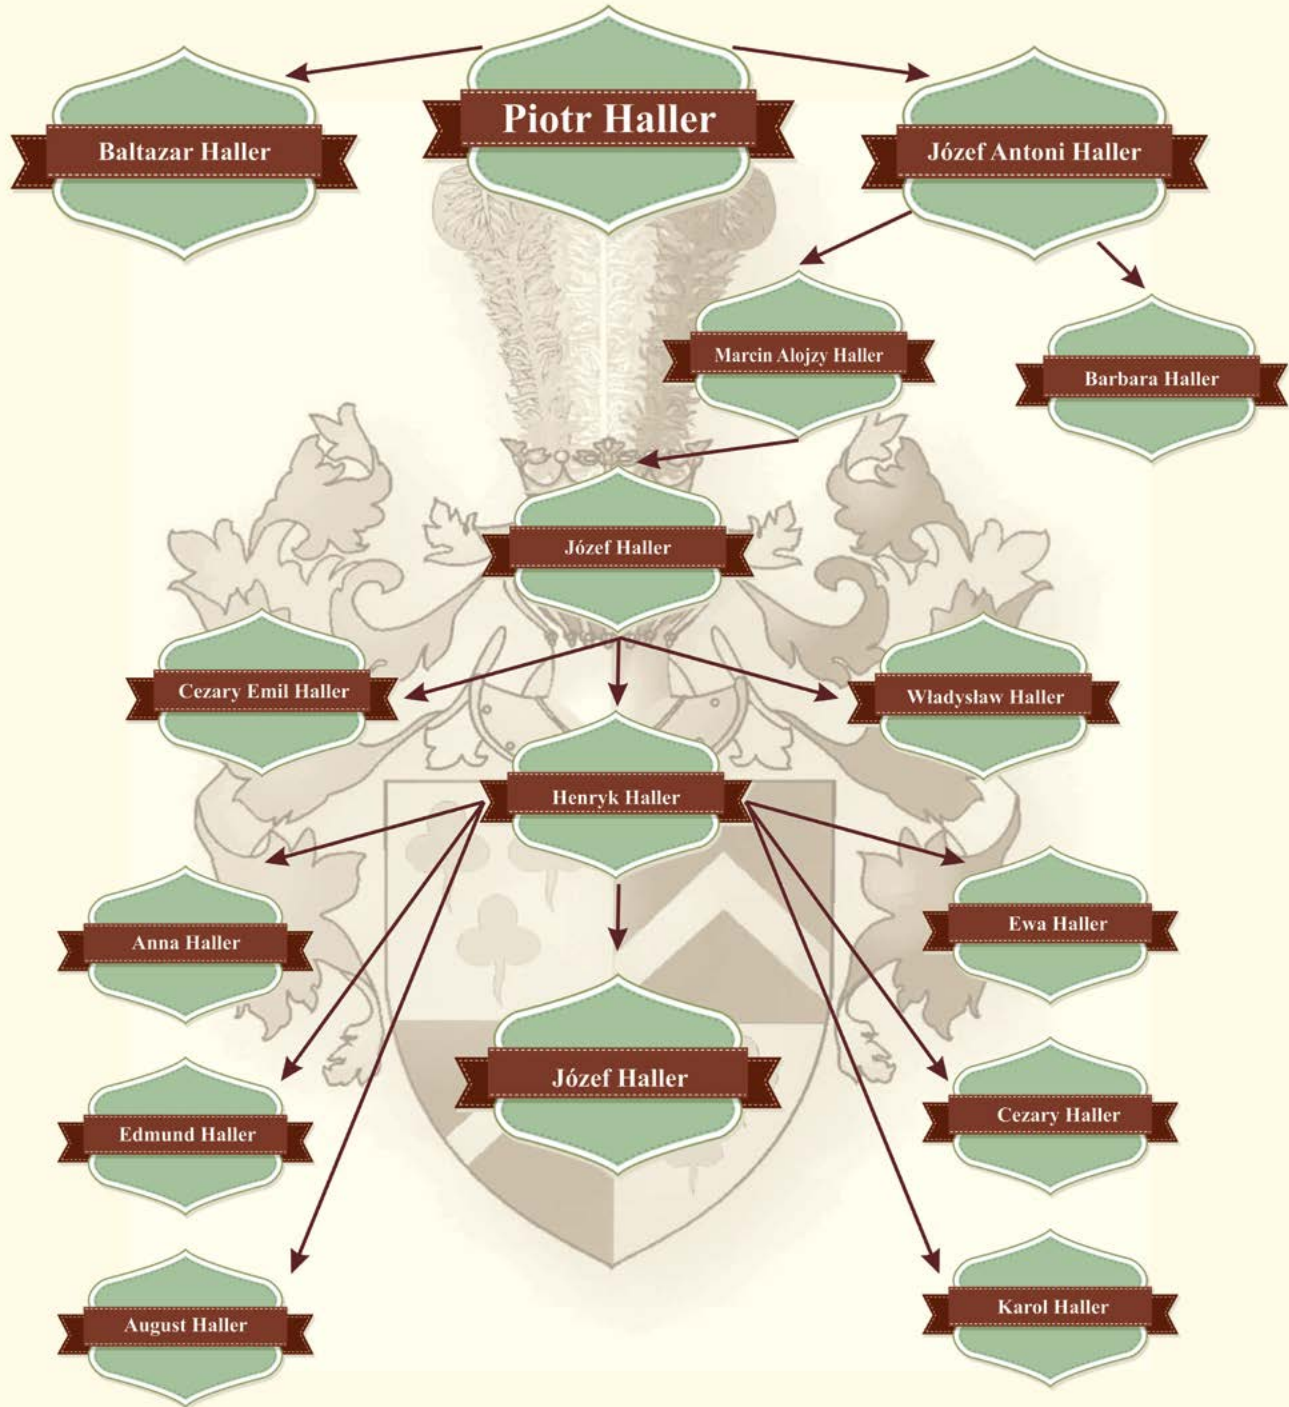 Piotr Haller
Baltazar Haller
Józef Antoni Haller
Marcin Alojzy Haller
Barbara Haller
Józef Haller
Cezary Emil Haller
Władysław Haller
Henryk Haller
Anna Haller
Ewa Haller
Józef Haller
Edmund Haller
Cezary Haller
August Haller
Karol Haller